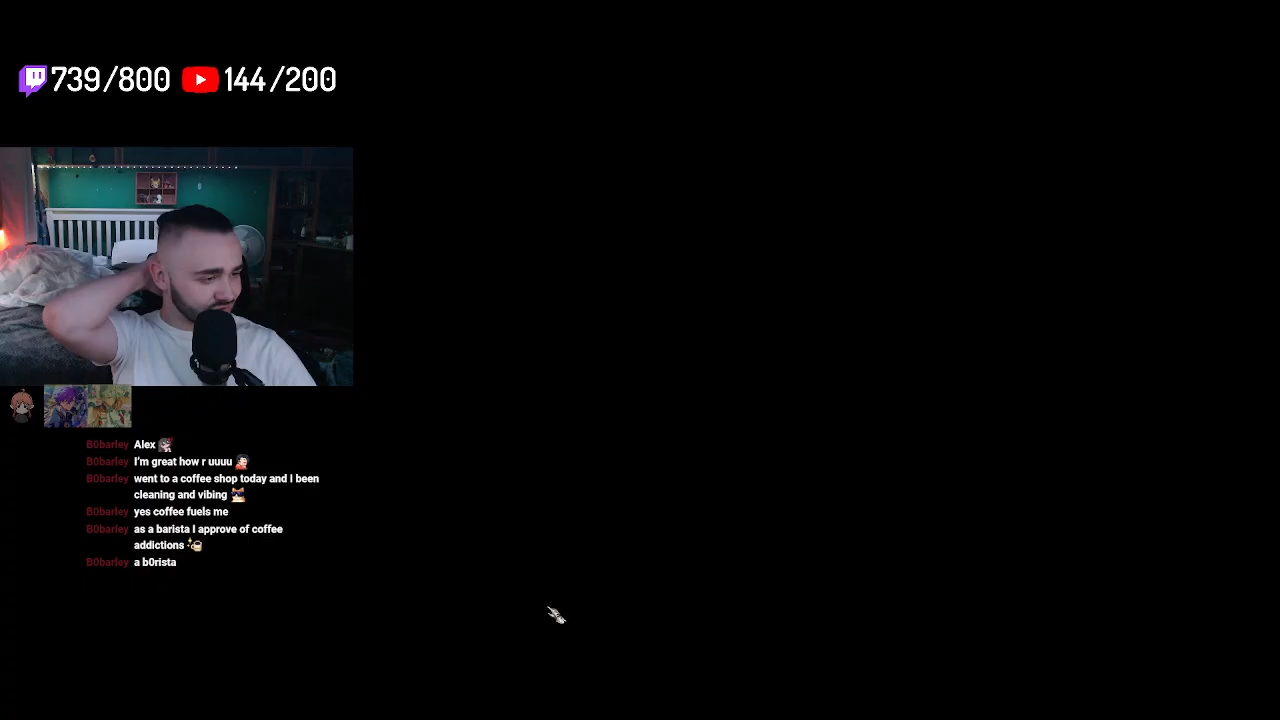 739/800 144/200
B0barley Alex
B0barley I'm great how r uuuu
B0barley went to a coffee shop today and I been
cleaning and vibing
B0barley yes coffee fuels me
B0barley as a barista I approve of coffee
addictions
B0barley a b0rista